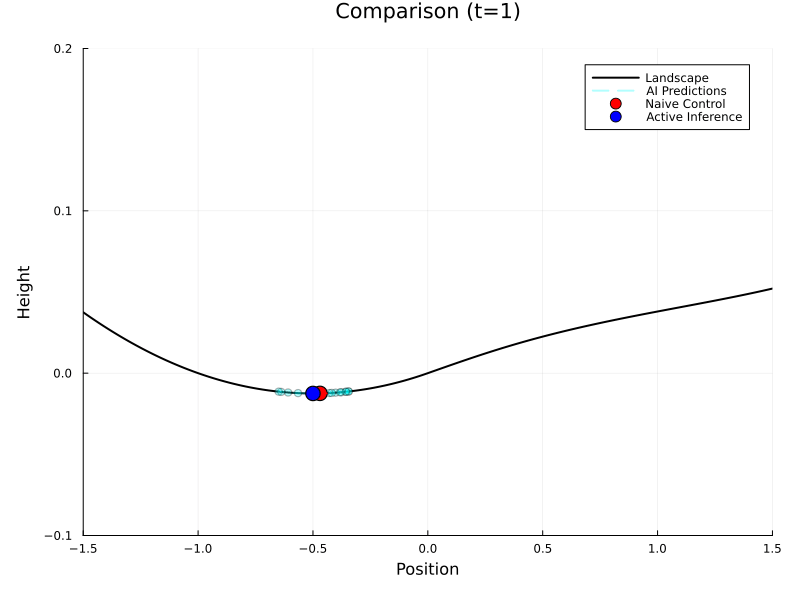 Comparison (t=1)
0.2
Landscape
AI Predictions
Naive Control
Active Inference
0.1
Height
0.0
−0.1
−1.5 −1.0 −0.5 0.0 0.5 1.0 1.5
Position